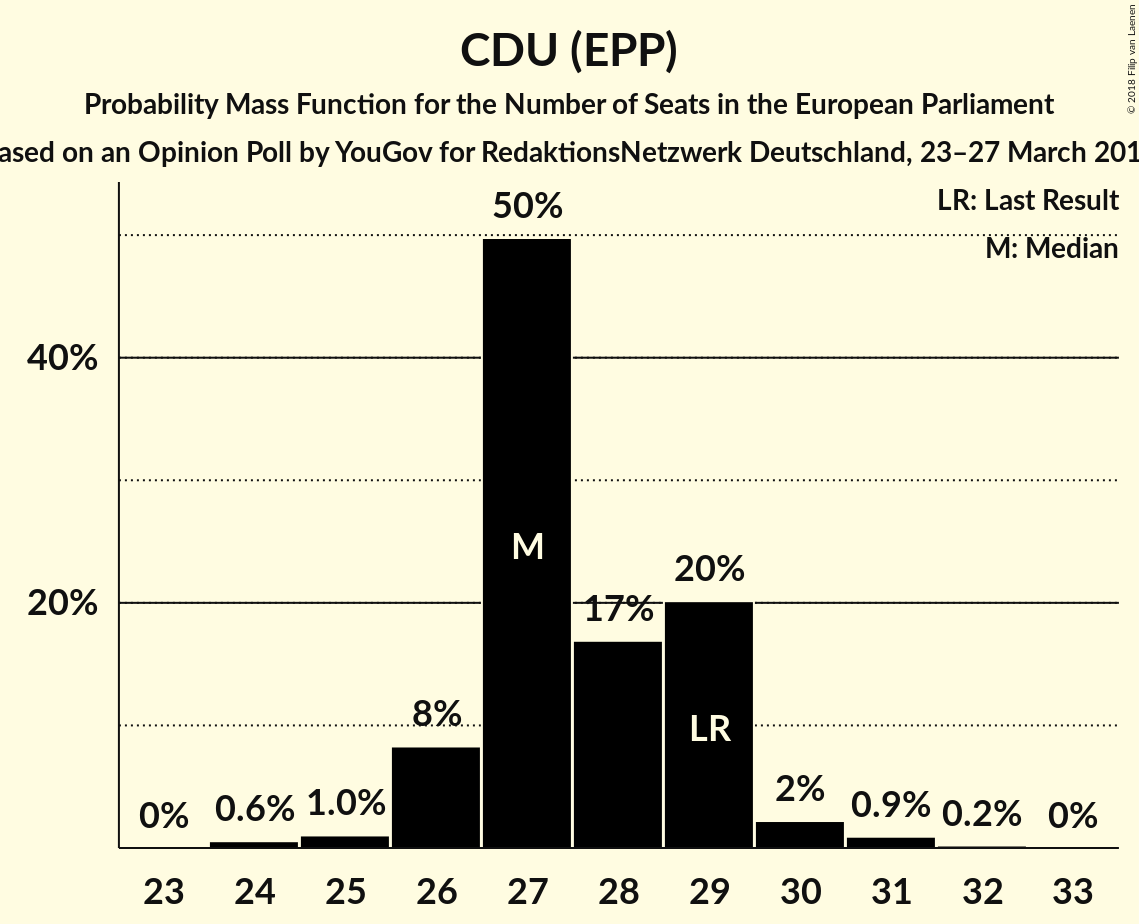 CDU (EPP)
Probability Mass Function for the Number of Seats in the European Parliament
ased on an Opinion Poll by YouGov for RedaktionsNetzwerk Deutschland, 23–27 March 201
© 2018 Filip van Laenen
LR: Last Result
M: Median
50%
40%
M
20%
20%
17%
LR
8%
0%
0.6%
1.0%
2%
0.9%
0.2%
0%
23 24 25 26 27 28 29 30 31 32 33